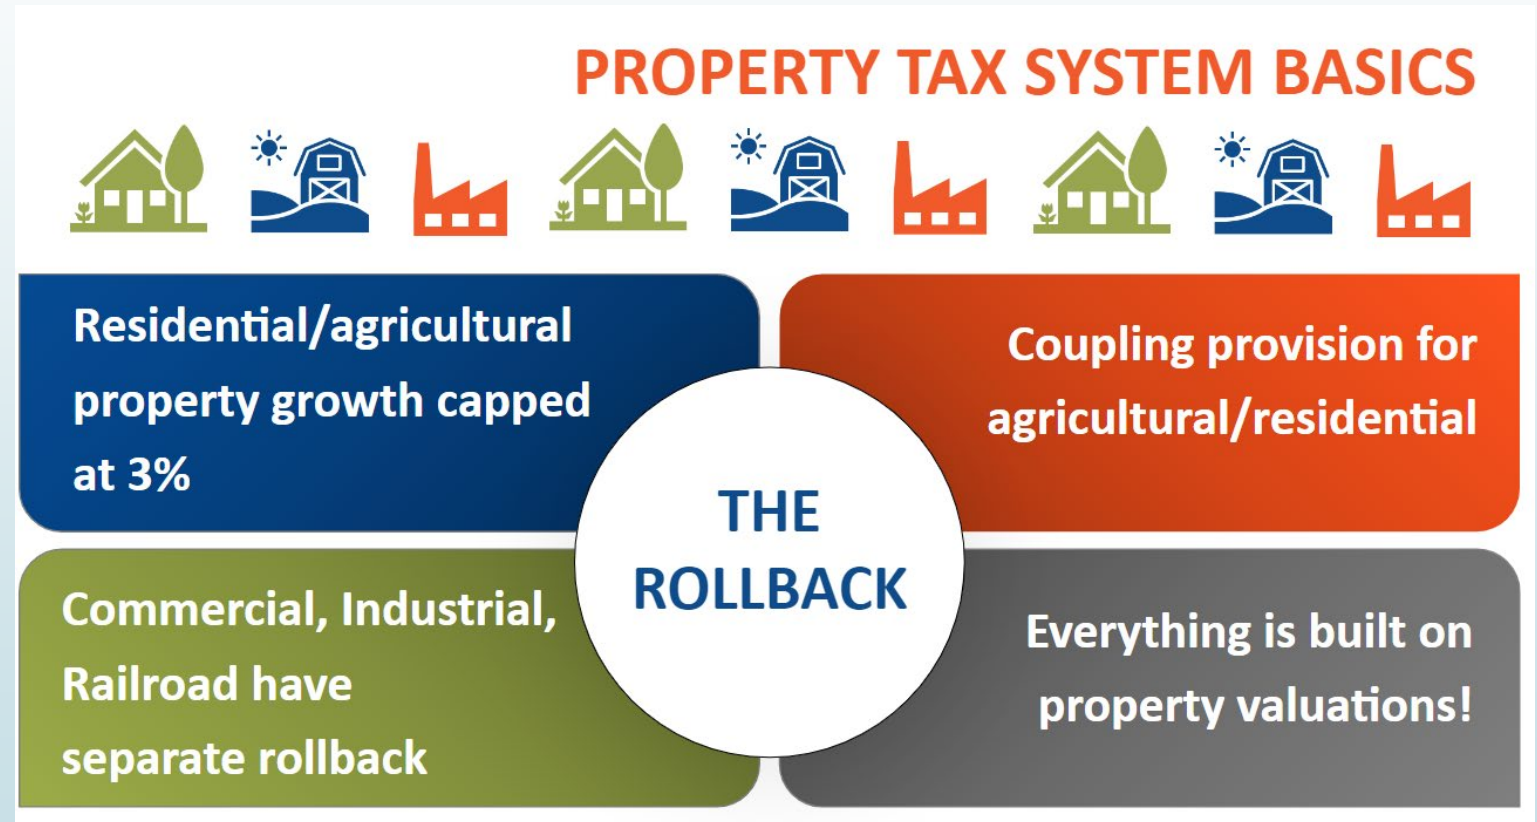 PROPERTY TAX SYSTEM BASICS
Residential/agricultural
property growth capped
at 3%
Coupling provision for
agricultural/residential
THE
ROLLBACK
Commercial, Industrial,
Railroad have
separate rollback
Everything is built on
property valuations!